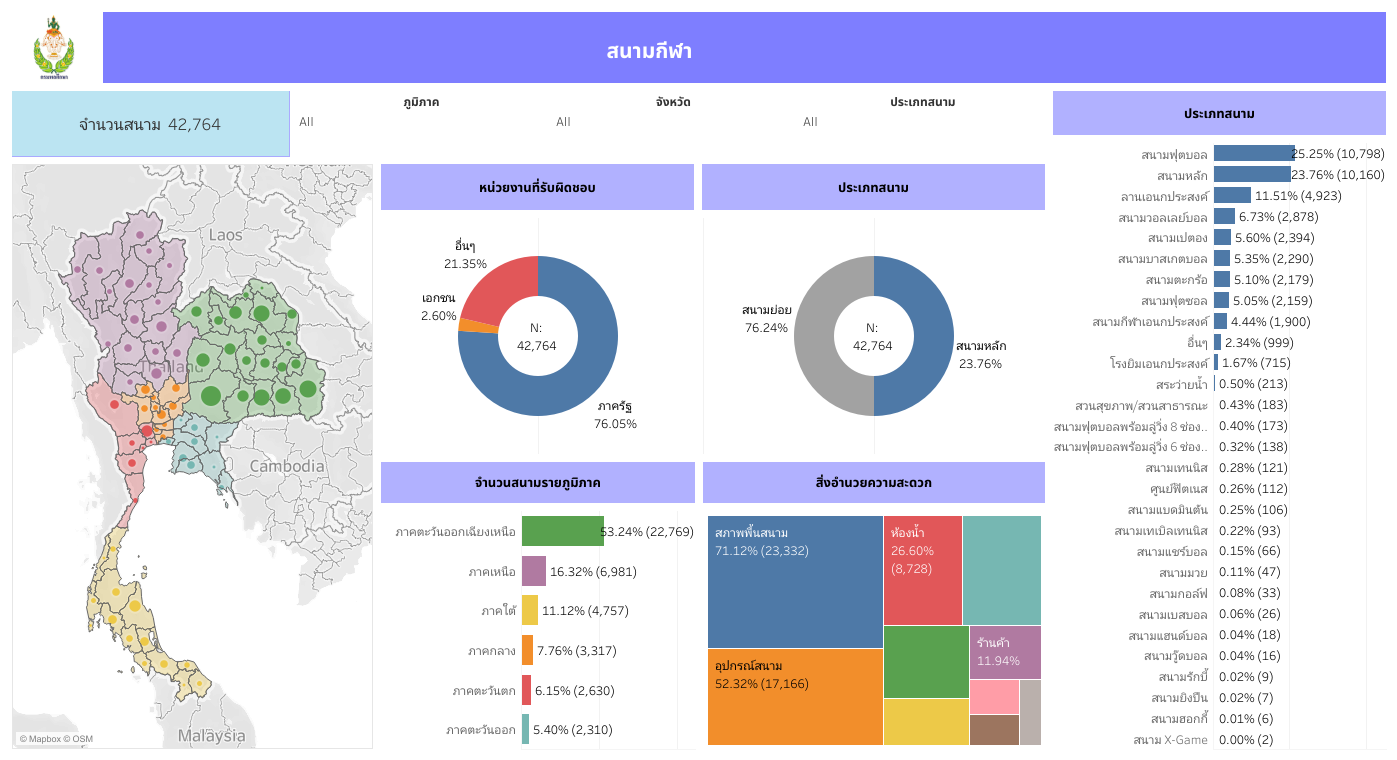 สนามกีฬา
กรมพลศึกษา
จำนวนสนาม 42,764
ภูมิภาค
All
จังหวัด
All
ประเภทสนาม
All
Laos
Thailand
Cambodia
Malaysia
© Mapbox © OSM
หน่วยงานที่รับผิดชอบ
อื่นๆ
21.35%
เอกชน
2.60%
N:
42,764
ภาครัฐ
76.05%
ประเภทสนาม
สนามย่อย
76.24%
N:
42,764
สนามหลัก
23.76%
จำนวนสนามรายภูมิภาค
ภาคตะวันออกเฉียงเหนือ 53.24% (22,769)
ภาคเหนือ 16.32% (6,981)
ภาคใต้ 11.12% (4,757)
ภาคกลาง 7.76% (3,317)
ภาคตะวันตก 6.15% (2,630)
ภาคตะวันออก 5.40% (2,310)
สิ่งอำนวยความสะดวก
สภาพพื้นสนาม
71.12% (23,332)
อุปกรณ์สนาม
52.32% (17,166)
ห้องน้ำ
26.60%
(8,728)
ร้านค้า
11.94%
ประเภทสนาม
สนามฟุตบอล 25.25% (10,798)
สนามหลัก 23.76% (10,160)
ลานเอนกประสงค์ 11.51% (4,923)
สนามวอลเลย์บอล 6.73% (2,878)
สนามเปตอง 5.60% (2,394)
สนามบาสเกตบอล 5.35% (2,290)
สนามตะกร้อ 5.10% (2,179)
สนามฟุตซอล 5.05% (2,159)
สนามกีฬาเอนกประสงค์ 4.44% (1,900)
อื่นๆ 2.34% (999)
โรงยิมเอนกประสงค์ 1.67% (715)
สระว่ายน้ำ 0.50% (213)
สวนสุขภาพ/สวนสาธารณะ 0.43% (183)
สนามฟุตบอลพร้อมลู่วิ่ง 8 ช่อง.. 0.40% (173)
สนามฟุตบอลพร้อมลู่วิ่ง 6 ช่อง.. 0.32% (138)
สนามเทนนิส 0.28% (121)
ศูนย์ฟิตเนส 0.26% (112)
สนามแบดมินตัน 0.25% (106)
สนามเทเบิลเทนนิส 0.22% (93)
สนามแชร์บอล 0.15% (66)
สนามมวย 0.11% (47)
สนามกอล์ฟ 0.08% (33)
สนามเบสบอล 0.06% (26)
สนามแฮนด์บอล 0.04% (18)
สนามวู๊ดบอล 0.04% (16)
สนามรักบี้ 0.02% (9)
สนามยิงปืน 0.02% (7)
สนามฮอกกี้ 0.01% (6)
สนาม X-Game 0.00% (2)